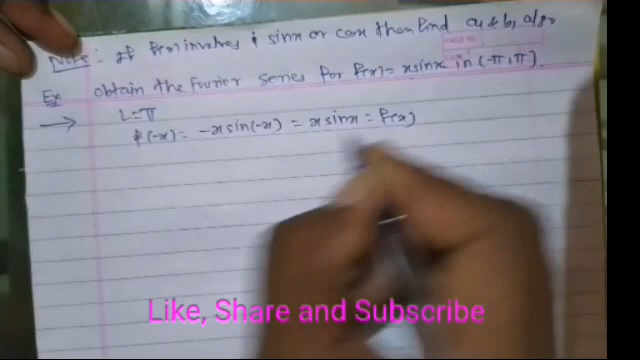 Note:- If f(x) involves sinx or cosx then find a1 & b1 also
Ex obtain the Fourier series for f(x) = x sinx in (-π, π)
→ L=π
f(-x) = -x sin(-x) = x sinx = f(x)
Like, Share and Subscribe